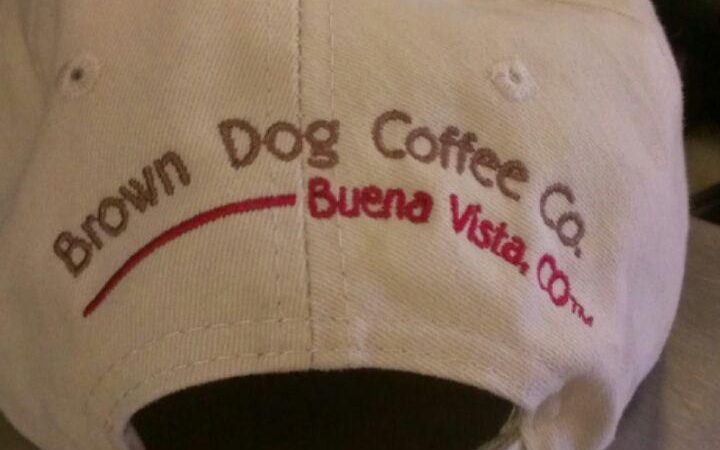 Brown Dog Coffee Co.
Buena Vista, CO™